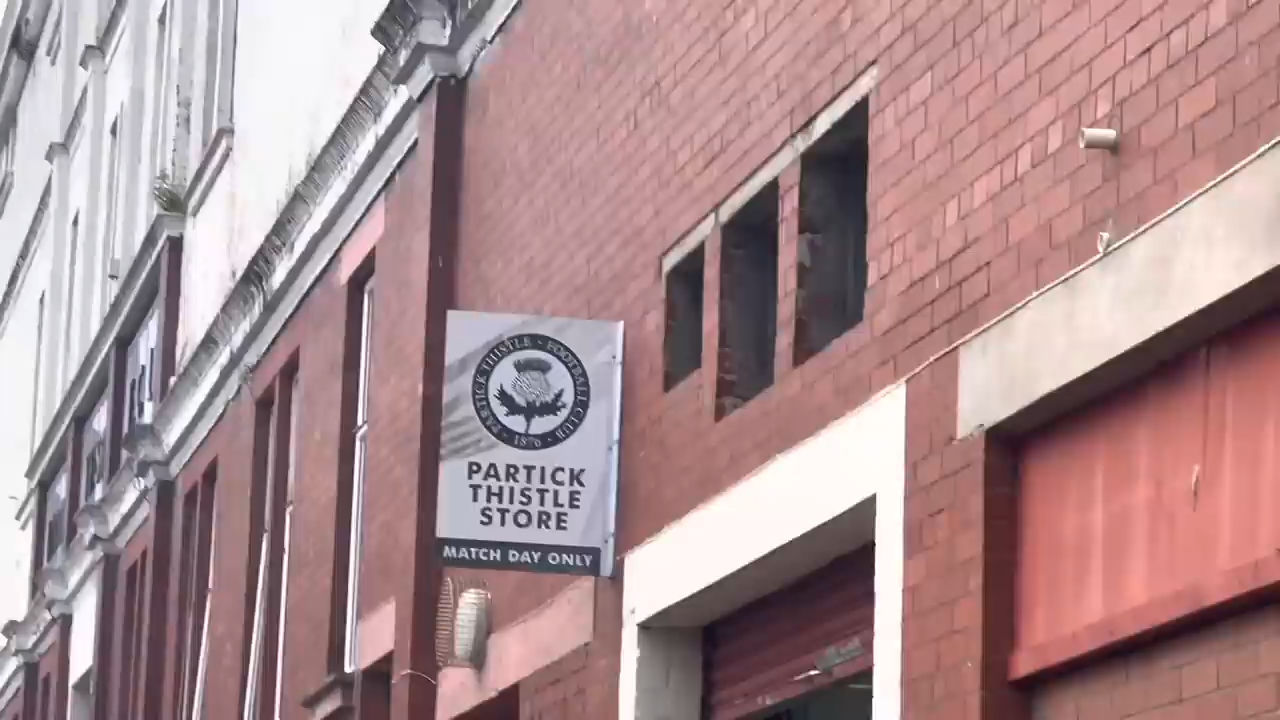 PARTICK THISTLE · FOOTBALL CLUB
· 1876 ·
PARTICK
THISTLE
STORE
MATCH DAY ONLY